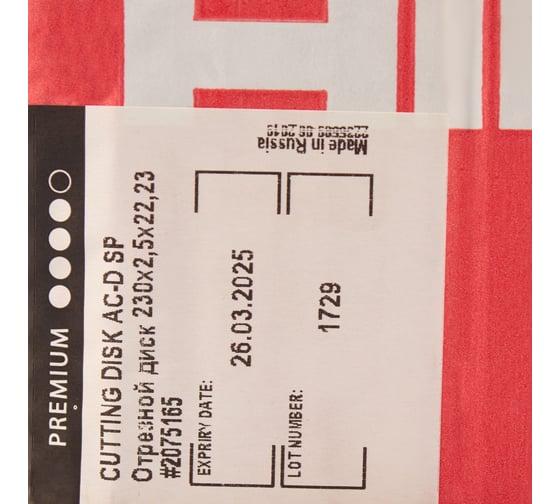 PREMIUM
CUTTING DISK AC-D SP
Отрезной диск 230x2,5x22,23
#2075165
EXPRIRY DATE:
26.03.2025
LOT NUMBER:
1729
Made in Russia